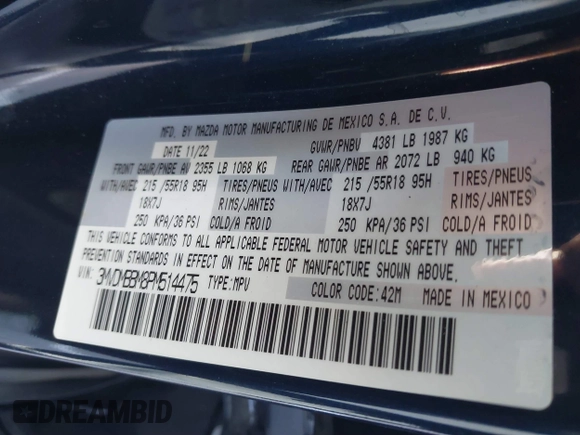 MFD. BY MAZDA MOTOR MANUFACTURING DE MEXICO S.A. DE C.V.
DATE 11/22 GVWR/PNBV 4381 LB 1987 KG
FRONT GAWR/PNBE AV 2355 LB 1068 KG REAR GAWR/PNBE AR 2072 LB 940 KG
WITH/AVEC 215 /55R18 95H TIRES/PNEUS WITH/AVEC 215 /55R18 95H TIRES/PNEUS
18X7J RIMS/JANTES 18X7J RIMS/JANTES
250 KPA/36 PSI COLD/A FROID 250 KPA/36 PSI COLD/A FROID
THIS VEHICLE CONFORMS TO ALL APPLICABLE FEDERAL MOTOR VEHICLE SAFETY AND THEFT
PREVENTION STANDARDS IN EFFECT ON THE DATE OF MANUFACTURE SHOWN ABOVE.
VIN: 3MVDMBBM8PM514475 TYPE:MPV
COLOR CODE:42M MADE IN MEXICO
DREAMBID